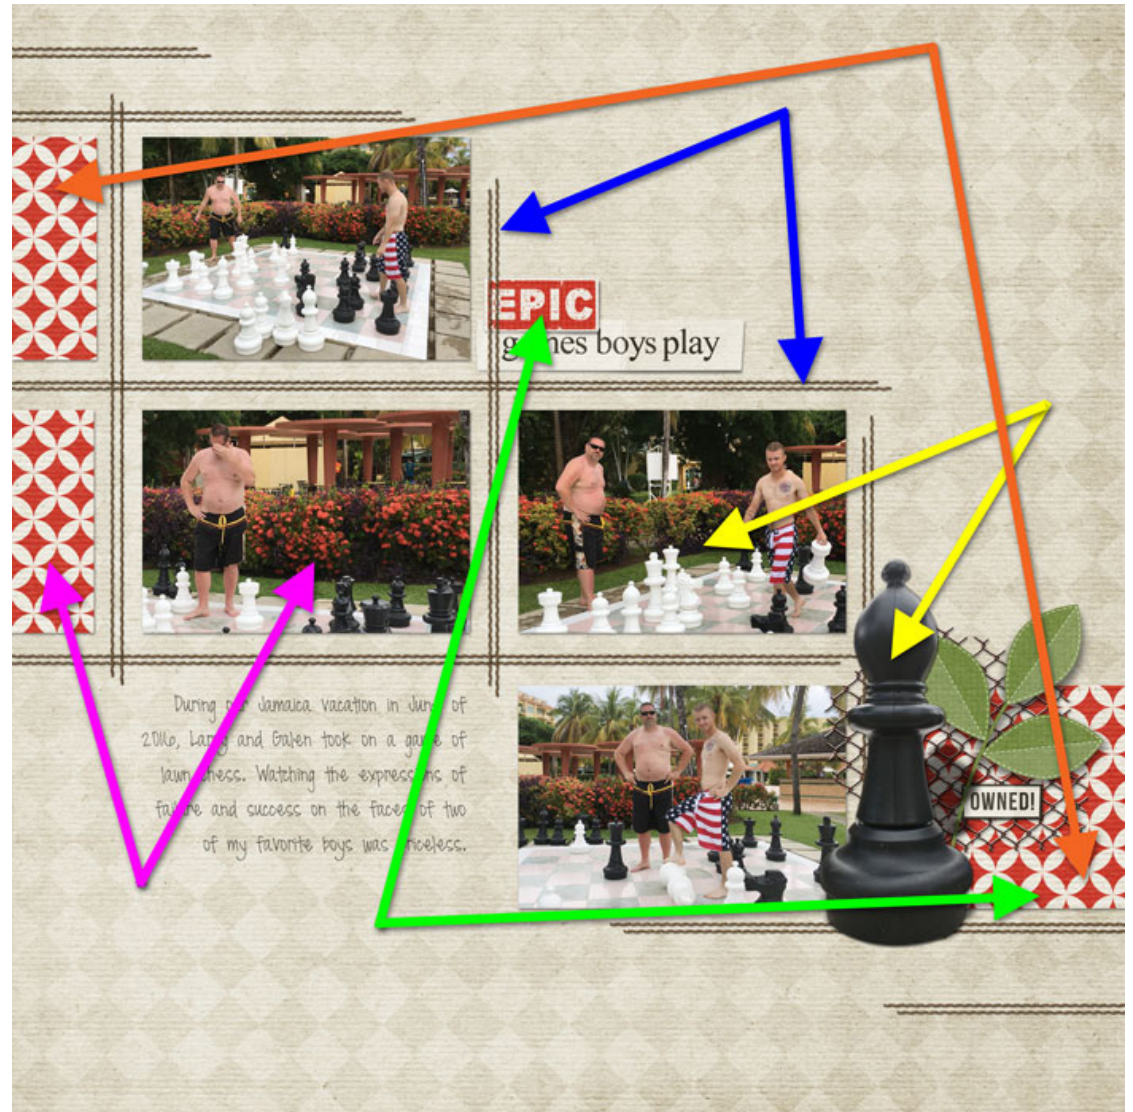 EPIC
games boys play
During our Jamaica vacation in June of
2016, Larry and Galen took on a game of
lawn chess. Watching the expressions of
failure and success on the faces of two
of my favorite boys was priceless.
OWNED!